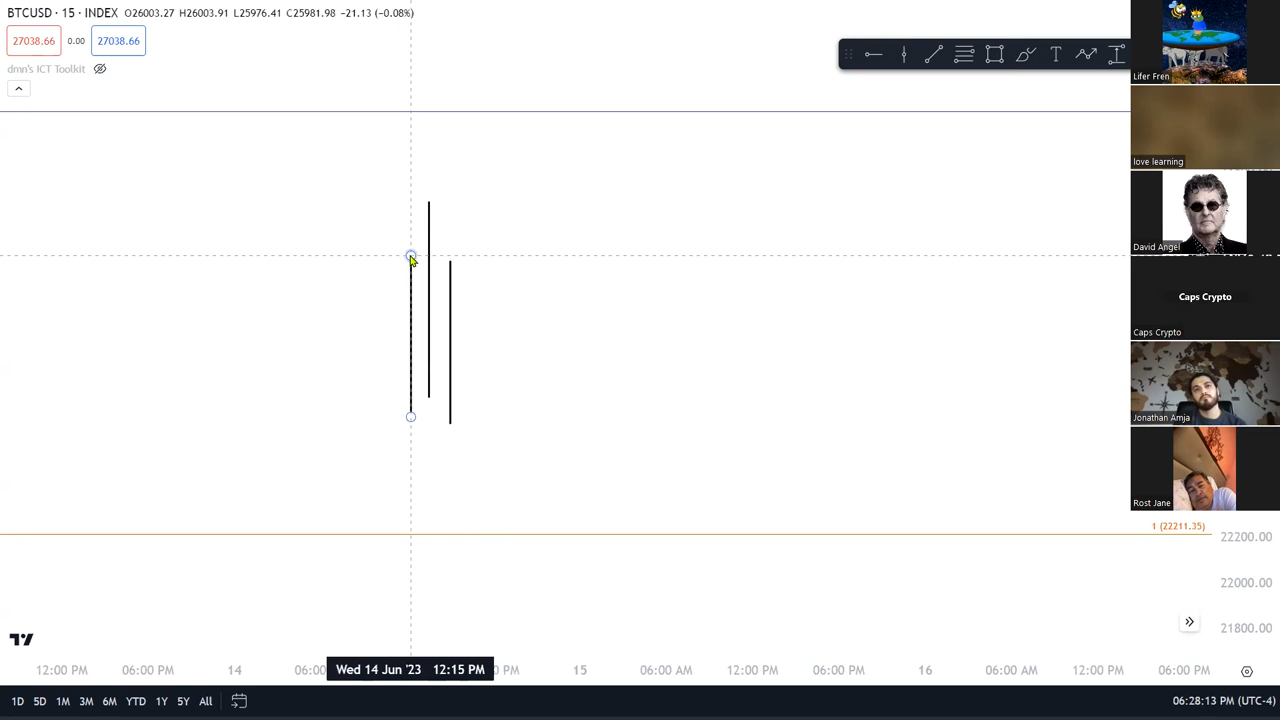 BTCUSD · 15 · INDEX O26003.27 H26003.91 L25976.41 C25981.98 −21.13 (−0.08%)
27038.66 0.00 27038.66
dmn's ICT Toolkit
Lifer Fren
love learning
David Angel
Caps Crypto
Caps Crypto
Jonathan Amja
Rost Jane
1 (22211.35)
22200.00
22000.00
21800.00
12:00 PM 06:00 PM 14 06:00 Wed 14 Jun '23 12:15 PM PM 15 06:00 AM 12:00 PM 06:00 PM 16 06:00 AM 12:00 PM 06:00 PM
1D 5D 1M 3M 6M YTD 1Y 5Y All 06:28:13 PM (UTC-4)